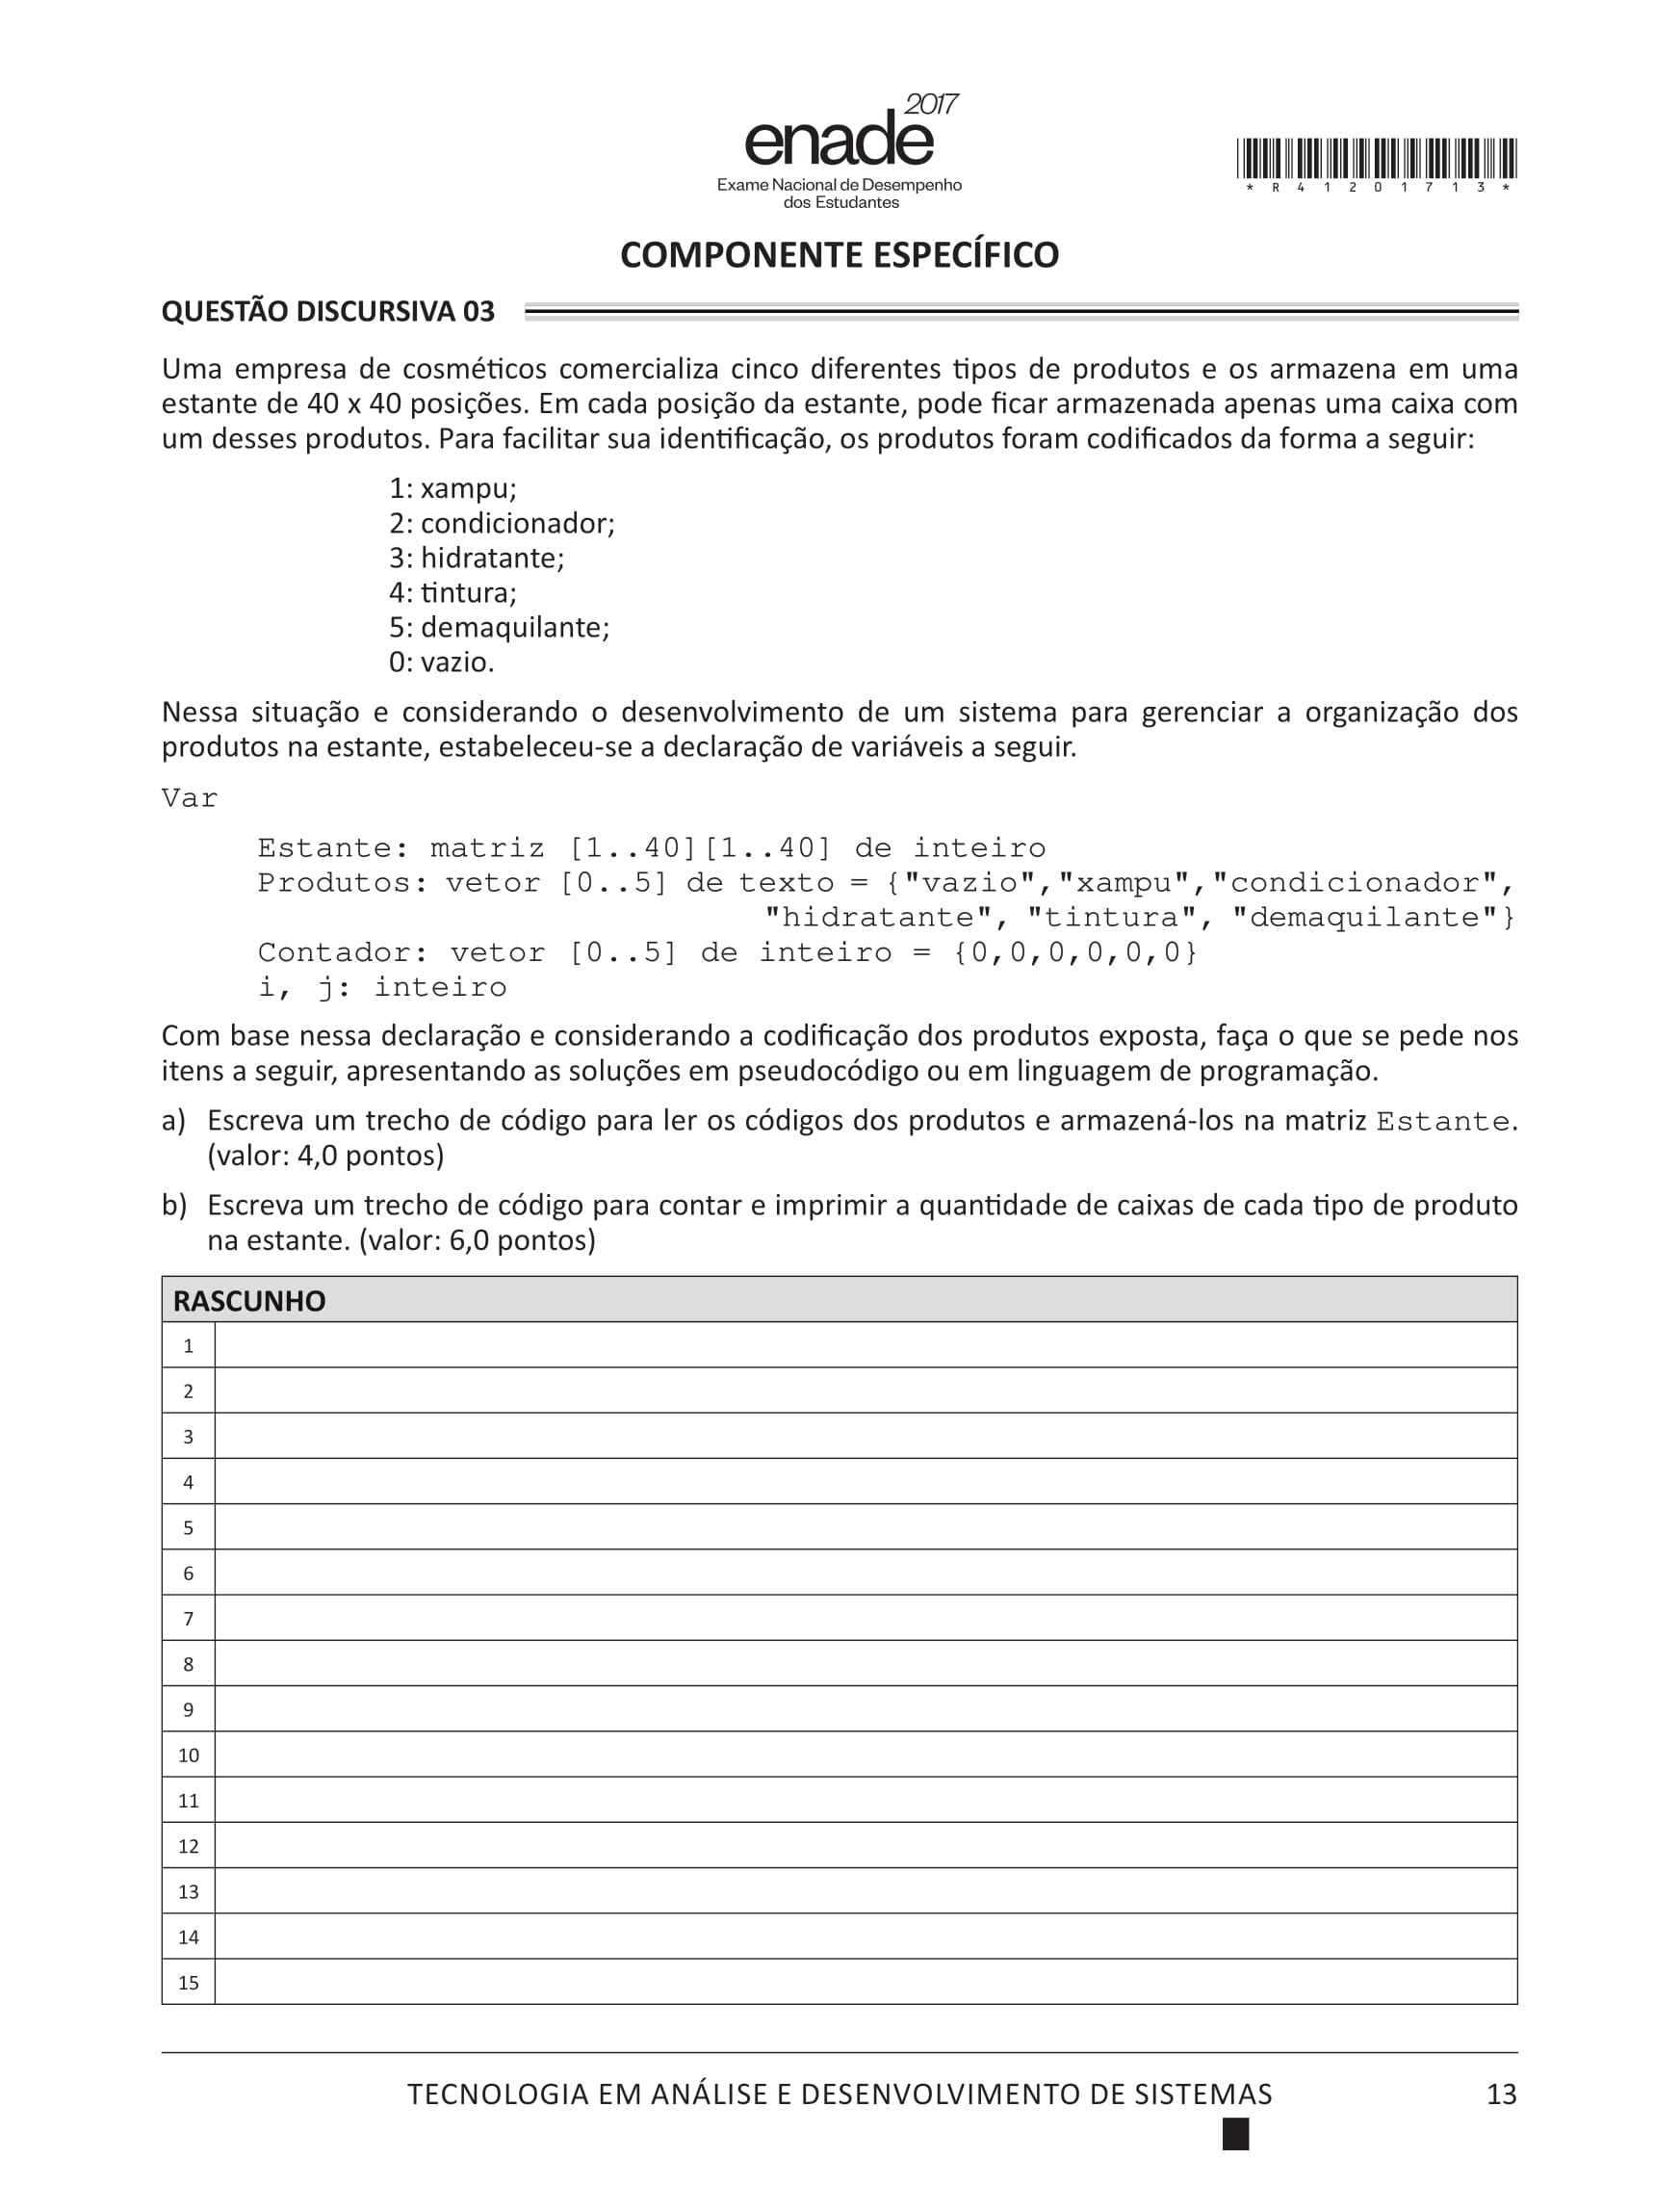 2017
enade
Exame Nacional de Desempenho
dos Estudantes
* R 4 1 2 0 1 7 1 3 *
COMPONENTE ESPECÍFICO
QUESTÃO DISCURSIVA 03
Uma empresa de cosméticos comercializa cinco diferentes tipos de produtos e os armazena em uma
estante de 40 x 40 posições. Em cada posição da estante, pode ficar armazenada apenas uma caixa com
um desses produtos. Para facilitar sua identificação, os produtos foram codificados da forma a seguir:
1: xampu;
2: condicionador;
3: hidratante;
4: tintura;
5: demaquilante;
0: vazio.
Nessa situação e considerando o desenvolvimento de um sistema para gerenciar a organização dos
produtos na estante, estabeleceu-se a declaração de variáveis a seguir.
Var
Estante: matriz [1..40][1..40] de inteiro
Produtos: vetor [0..5] de texto = {"vazio","xampu","condicionador",
"hidratante", "tintura", "demaquilante"}
Contador: vetor [0..5] de inteiro = {0,0,0,0,0,0}
i, j: inteiro
Com base nessa declaração e considerando a codificação dos produtos exposta, faça o que se pede nos
itens a seguir, apresentando as soluções em pseudocódigo ou em linguagem de programação.
a) Escreva um trecho de código para ler os códigos dos produtos e armazená-los na matriz Estante.
(valor: 4,0 pontos)
b) Escreva um trecho de código para contar e imprimir a quantidade de caixas de cada tipo de produto
na estante. (valor: 6,0 pontos)
RASCUNHO
1
2
3
4
5
6
7
8
9
10
11
12
13
14
15
TECNOLOGIA EM ANÁLISE E DESENVOLVIMENTO DE SISTEMAS
13